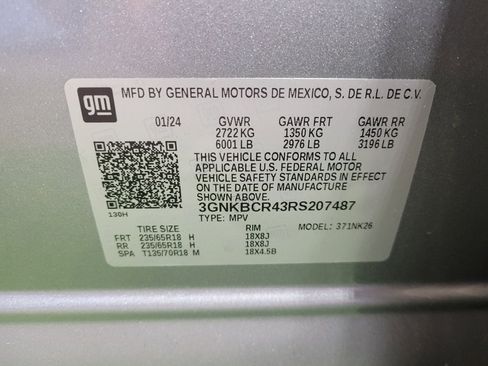 gm
MFD BY GENERAL MOTORS DE MEXICO, S. DE R.L. DE C.V.
01/24 GVWR GAWR FRT GAWR RR
2722 KG 1350 KG 1450 KG
6001 LB 2976 LB 3196 LB
THIS VEHICLE CONFORMS TO ALL
APPLICABLE U.S. FEDERAL MOTOR
VEHICLE SAFETY STANDARDS IN
EFFECT ON THE DATE OF
MANUFACTURE SHOWN ABOVE.
3GNKBCR43RS207487
130H TYPE: MPV
TIRE SIZE RIM MODEL: 371NK26
FRT 235/65R18 H 18X8J
RR 235/65R18 H 18X8J
SPA T135/70R18 M 18X4.5B